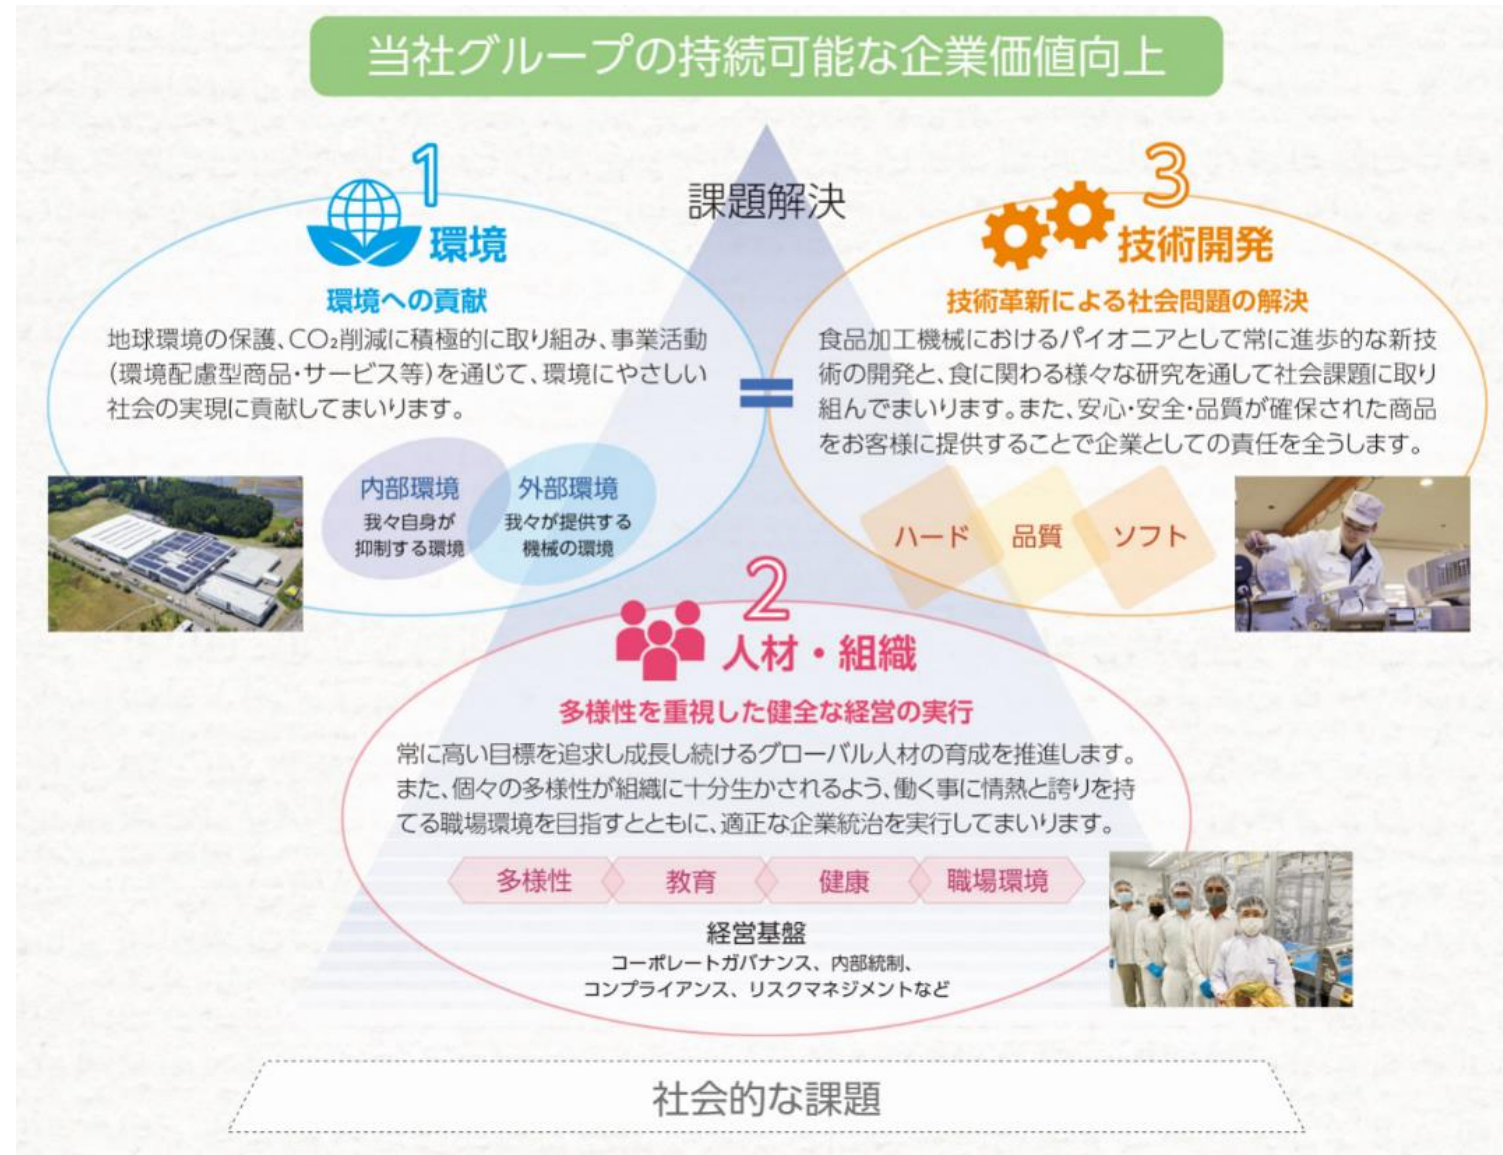 当社グループの持続可能な企業価値向上
課題解決
1
環境
環境への貢献
地球環境の保護、CO₂削減に積極的に取り組み、事業活動
(環境配慮型商品・サービス等)を通じて、環境にやさしい
社会の実現に貢献してまいります。
内部環境
我々自身が
抑制する環境
外部環境
我々が提供する
機械の環境
=
3
技術開発
技術革新による社会問題の解決
食品加工機械におけるパイオニアとして常に進歩的な新技
術の開発と、食に関わる様々な研究を通して社会課題に取り
組んでまいります。また、安心・安全・品質が確保された商品
をお客様に提供することで企業としての責任を全うします。
ハード
品質
ソフト
2
人材・組織
多様性を重視した健全な経営の実行
常に高い目標を追求し成長し続けるグローバル人材の育成を推進します。
また、個々の多様性が組織に十分生かされるよう、働く事に情熱と誇りを持
てる職場環境を目指すとともに、適正な企業統治を実行してまいります。
多様性
教育
健康
職場環境
経営基盤
コーポレートガバナンス、内部統制、
コンプライアンス、リスクマネジメントなど
社会的な課題